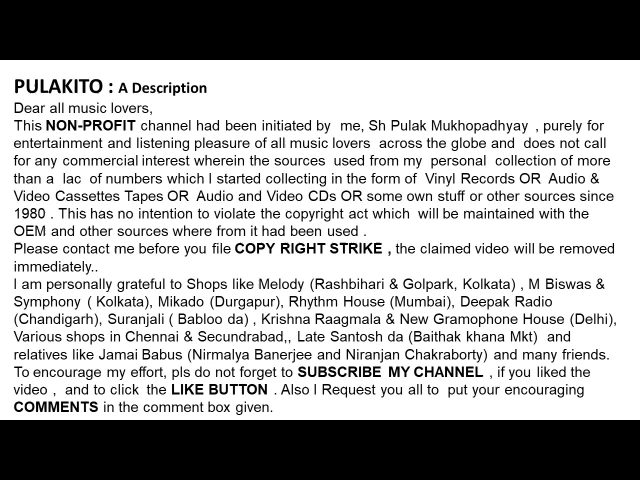 PULAKITO : A Description
Dear all music lovers,
This NON-PROFIT channel had been initiated by me, Sh Pulak Mukhopadhyay , purely for
entertainment and listening pleasure of all music lovers across the globe and does not call
for any commercial interest wherein the sources used from my personal collection of more
than a lac of numbers which I started collecting in the form of Vinyl Records OR Audio &
Video Cassettes Tapes OR Audio and Video CDs OR some own stuff or other sources since
1980 . This has no intention to violate the copyright act which will be maintained with the
OEM and other sources where from it had been used .
Please contact me before you file COPY RIGHT STRIKE , the claimed video will be removed
immediately..
I am personally grateful to Shops like Melody (Rashbihari & Golpark, Kolkata) , M Biswas &
Symphony ( Kolkata), Mikado (Durgapur), Rhythm House (Mumbai), Deepak Radio
(Chandigarh), Suranjali ( Babloo da) , Krishna Raagmala & New Gramophone House (Delhi),
Various shops in Chennai & Secundrabad,, Late Santosh da (Baithak khana Mkt) and
relatives like Jamai Babus (Nirmalya Banerjee and Niranjan Chakraborty) and many friends.
To encourage my effort, pls do not forget to SUBSCRIBE MY CHANNEL , if you liked the
video , and to click the LIKE BUTTON . Also I Request you all to put your encouraging
COMMENTS in the comment box given.